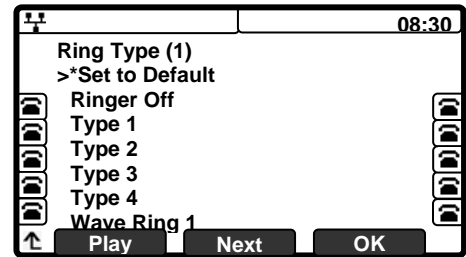 08:30
Ring Type (1)
>*Set to Default
Ringer Off
Type 1
Type 2
Type 3
Type 4
Wave Ring 1
Play Next OK